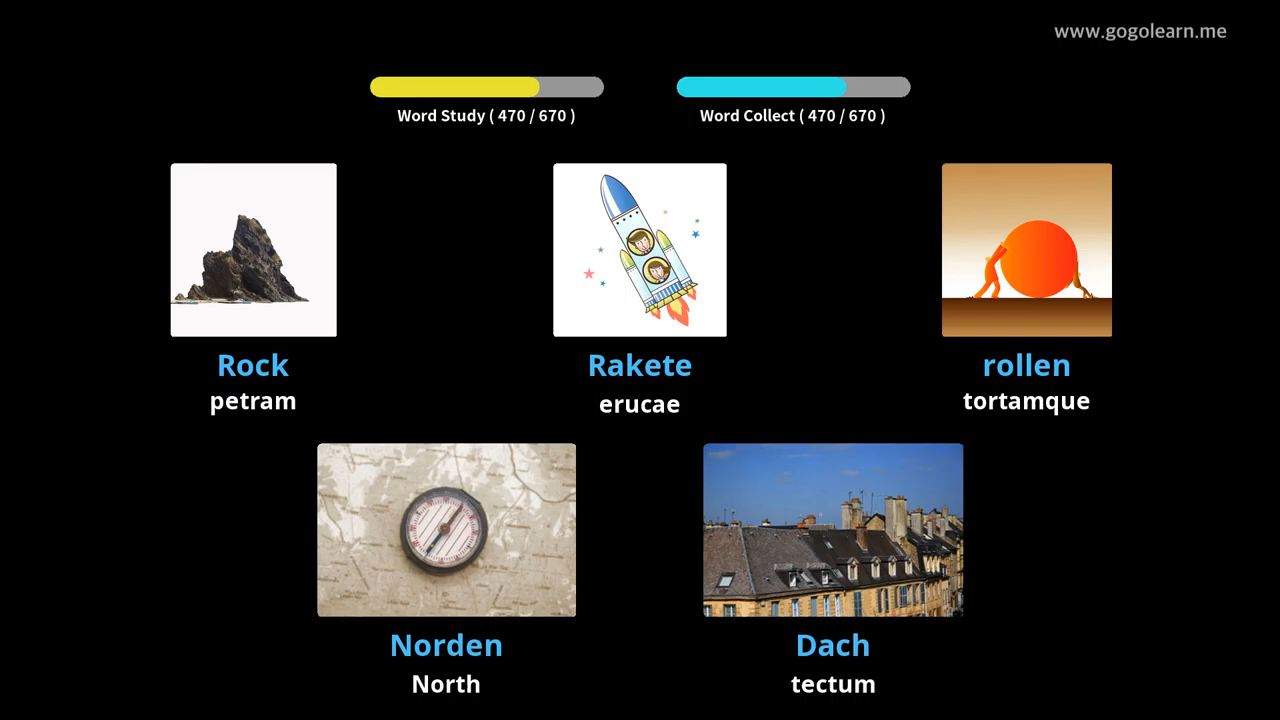 www.gogolearn.me
Word Study ( 470 / 670 )
Word Collect ( 470 / 670 )
Rock
petram
Rakete
erucae
rollen
tortamque
Norden
North
Dach
tectum